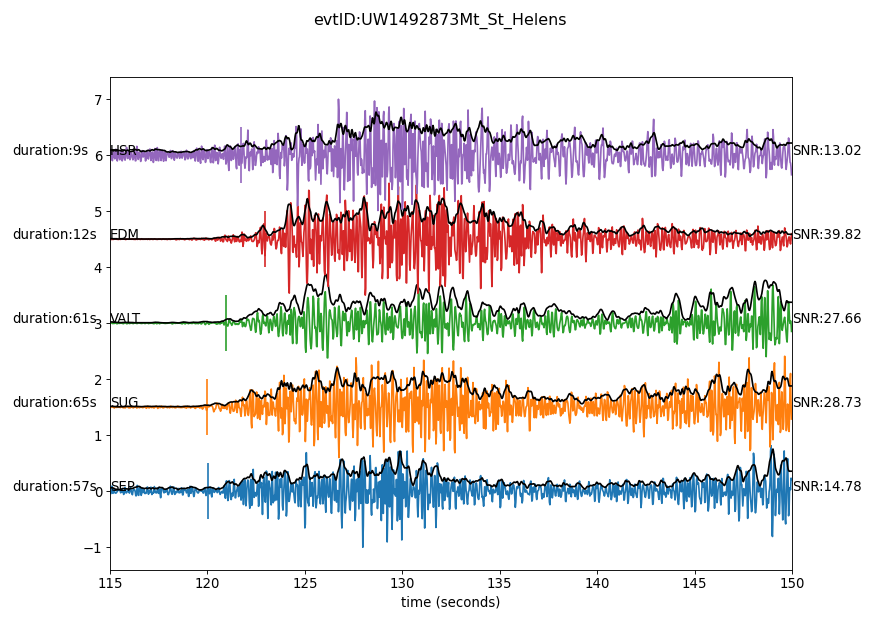 evtID:UW1492873Mt_St_Helens
7
duration:9s HSR SNR:13.02
6
5
duration:12s EDM SNR:39.82
4
duration:61s VALT SNR:27.66
3
2
duration:65s SUG SNR:28.73
1
duration:57s SEP SNR:14.78
0
−1
115 120 125 130 135 140 145 150
time (seconds)